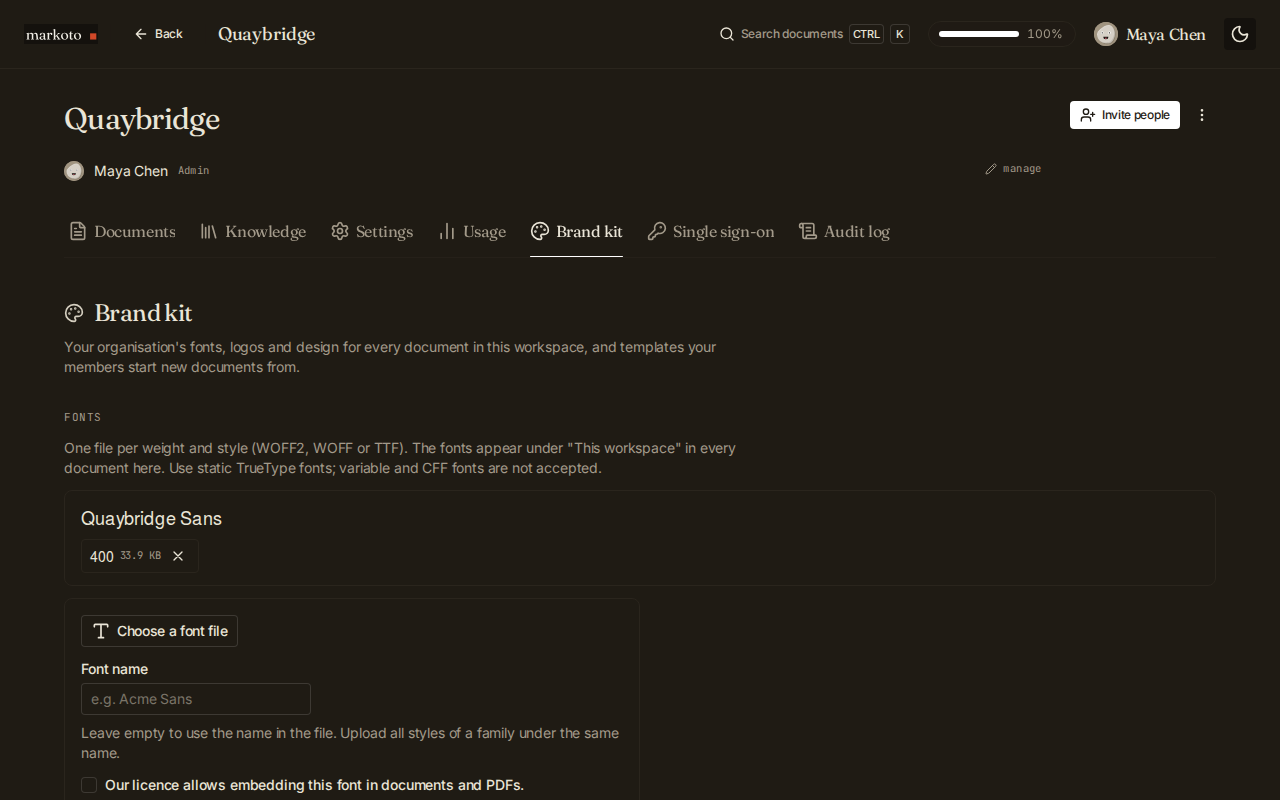 markoto
Back
Quaybridge
Search documents CTRL K
100%
Maya Chen
Quaybridge
Invite people
Maya Chen Admin
manage
Documents
Knowledge
Settings
Usage
Brand kit
Single sign-on
Audit log
Brand kit
Your organisation's fonts, logos and design for every document in this workspace, and templates your
members start new documents from.
FONTS
One file per weight and style (WOFF2, WOFF or TTF). The fonts appear under "This workspace" in every
document here. Use static TrueType fonts; variable and CFF fonts are not accepted.
Quaybridge Sans
400 33.9 KB
Choose a font file
Font name
e.g. Acme Sans
Leave empty to use the name in the file. Upload all styles of a family under the same
name.
Our licence allows embedding this font in documents and PDFs.